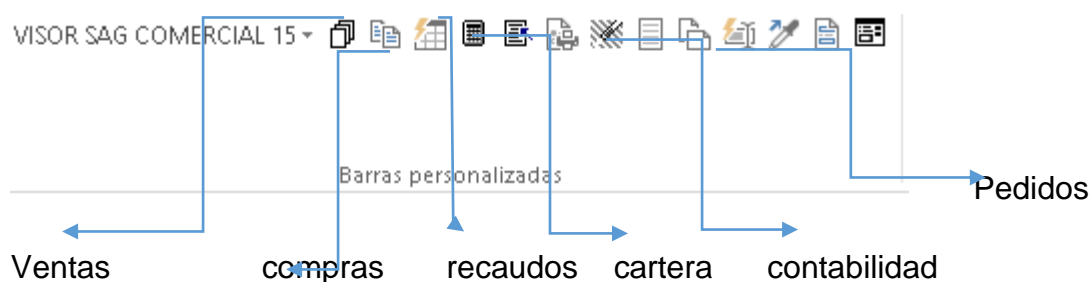 VISOR SAG COMERCIAL 15
Barras personalizadas
Pedidos
Ventas compras recaudos cartera contabilidad